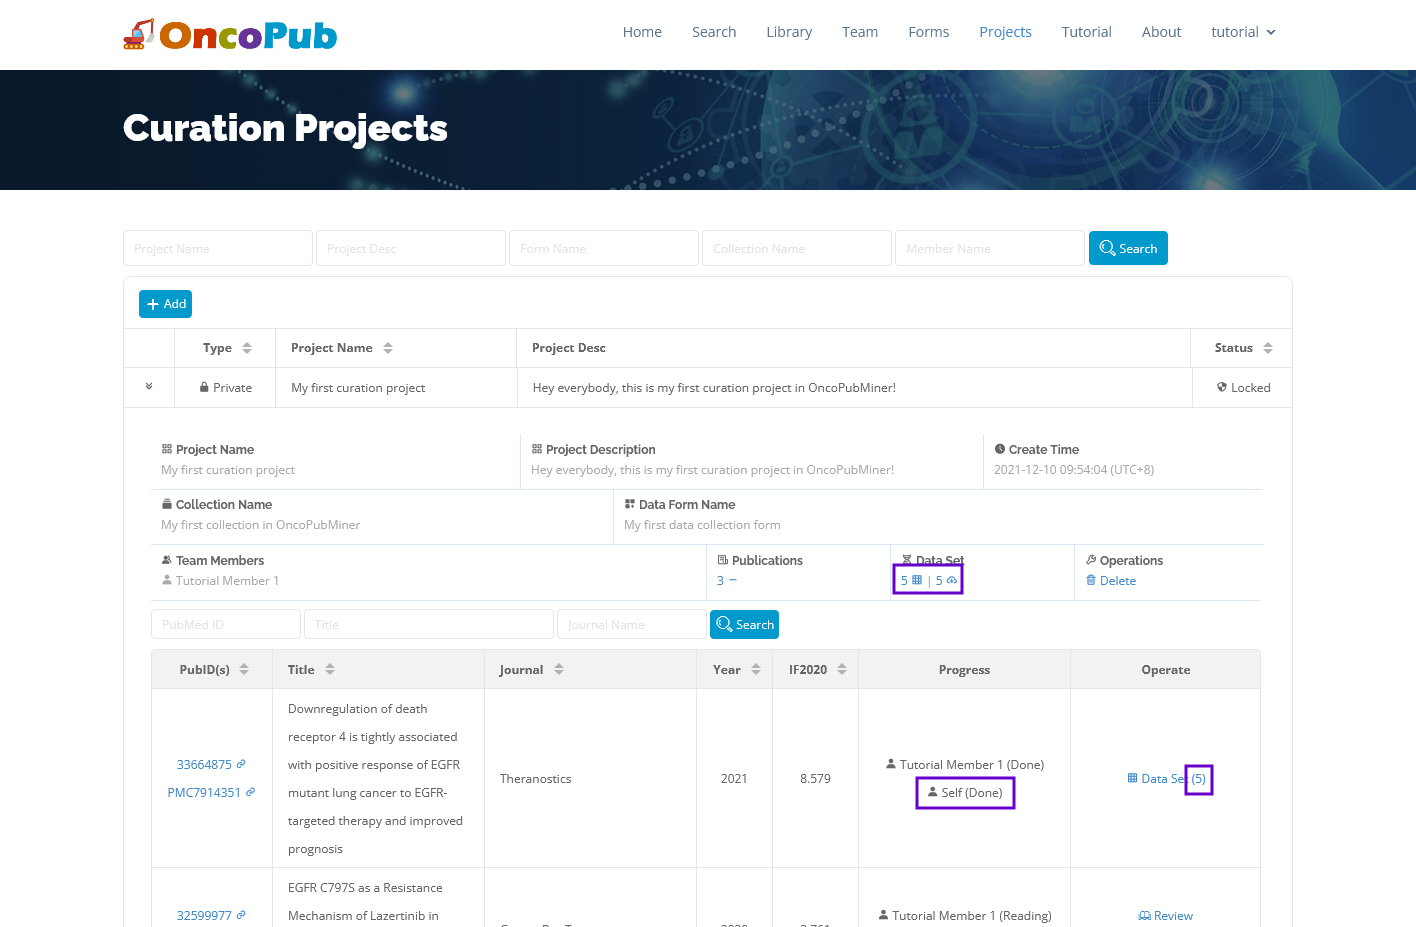 OncoPub
Home Search Library Team Forms Projects Tutorial About tutorial
Curation Projects
Project Name Project Desc Form Name Collection Name Member Name Search
Add
Type Project Name Project Desc Status
Private My first curation project Hey everybody, this is my first curation project in OncoPubMiner! Locked
Project Name Project Description Create Time
My first curation project Hey everybody, this is my first curation project in OncoPubMiner! 2021-12-10 09:54:04 (UTC+8)
Collection Name Data Form Name
My first collection in OncoPubMiner My first data collection form
Team Members Publications Data Set Operations
Tutorial Member 1 3 5 | 5 Delete
PubMed ID Title Journal Name Search
PubID(s) Title Journal Year IF2020 Progress Operate
Downregulation of death
receptor 4 is tightly associated
33664875 with positive response of EGFR Tutorial Member 1 (Done)
Theranostics 2021 8.579 Data Set (5)
PMC7914351 mutant lung cancer to EGFR- Self (Done)
targeted therapy and improved
prognosis
EGFR C797S as a Resistance
32599977 Mechanism of Lazertinib in Tutorial Member 1 (Reading) Review